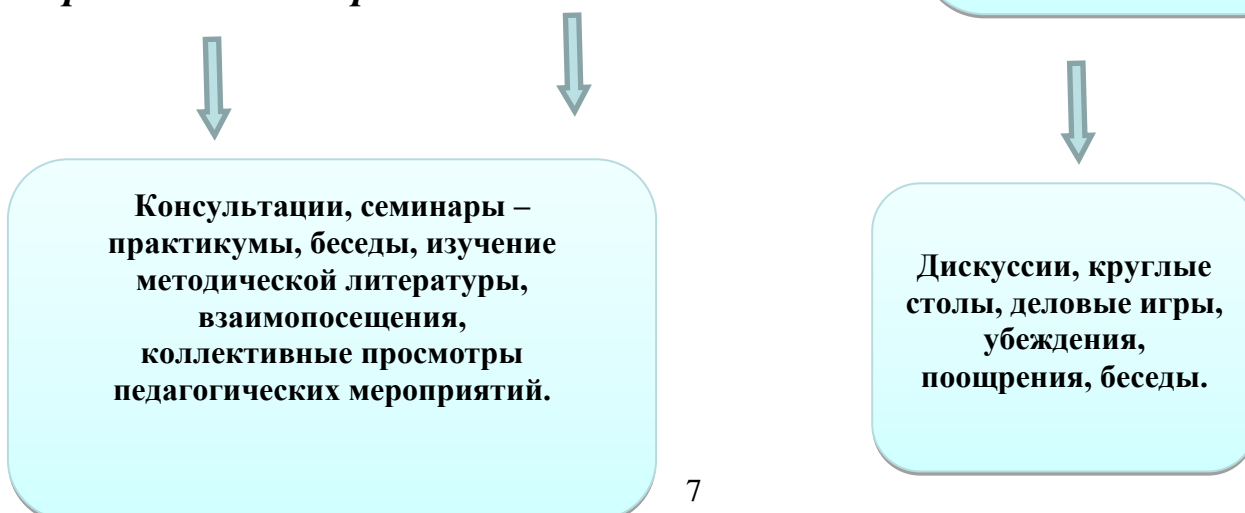 Консультации, семинары –
практикумы, беседы, изучение
методической литературы,
взаимопосещения,
коллективные просмотры
педагогических мероприятий.
Дискуссии, круглые
столы, деловые игры,
убеждения,
поощрения, беседы.
7